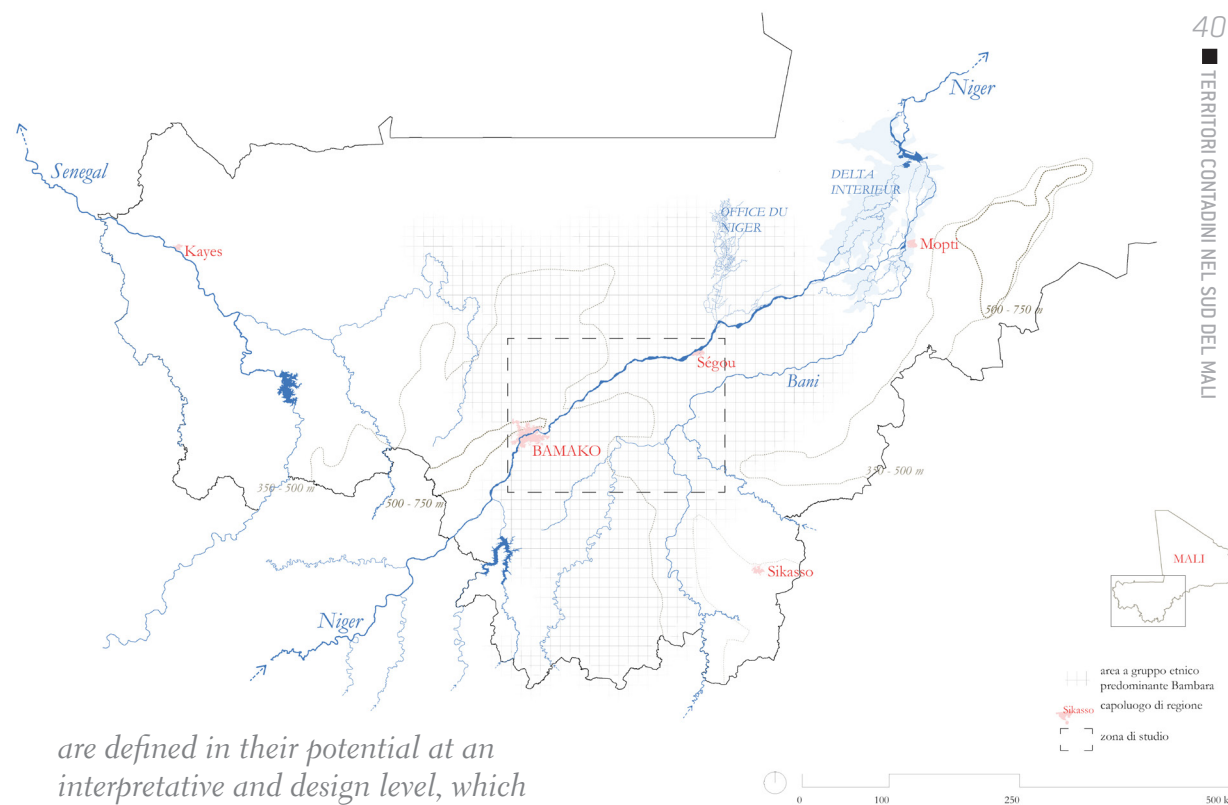 40
TERRITORI CONTADINI NEL SUD DEL MALI
Niger
Senegal
DELTA
INTERIEUR
OFFICE DU
NIGER
Kayes
Mopti
500 - 750 m
Ségou
Bani
BAMAKO
350 - 500 m
350 - 500 m
500 - 750 m
MALI
Sikasso
Niger
area a gruppo etnico
predominante Bambara
Sikasso capoluogo di regione
zona di studio
are defined in their potential at an
interpretative and design level, which
0 100 250 500 k